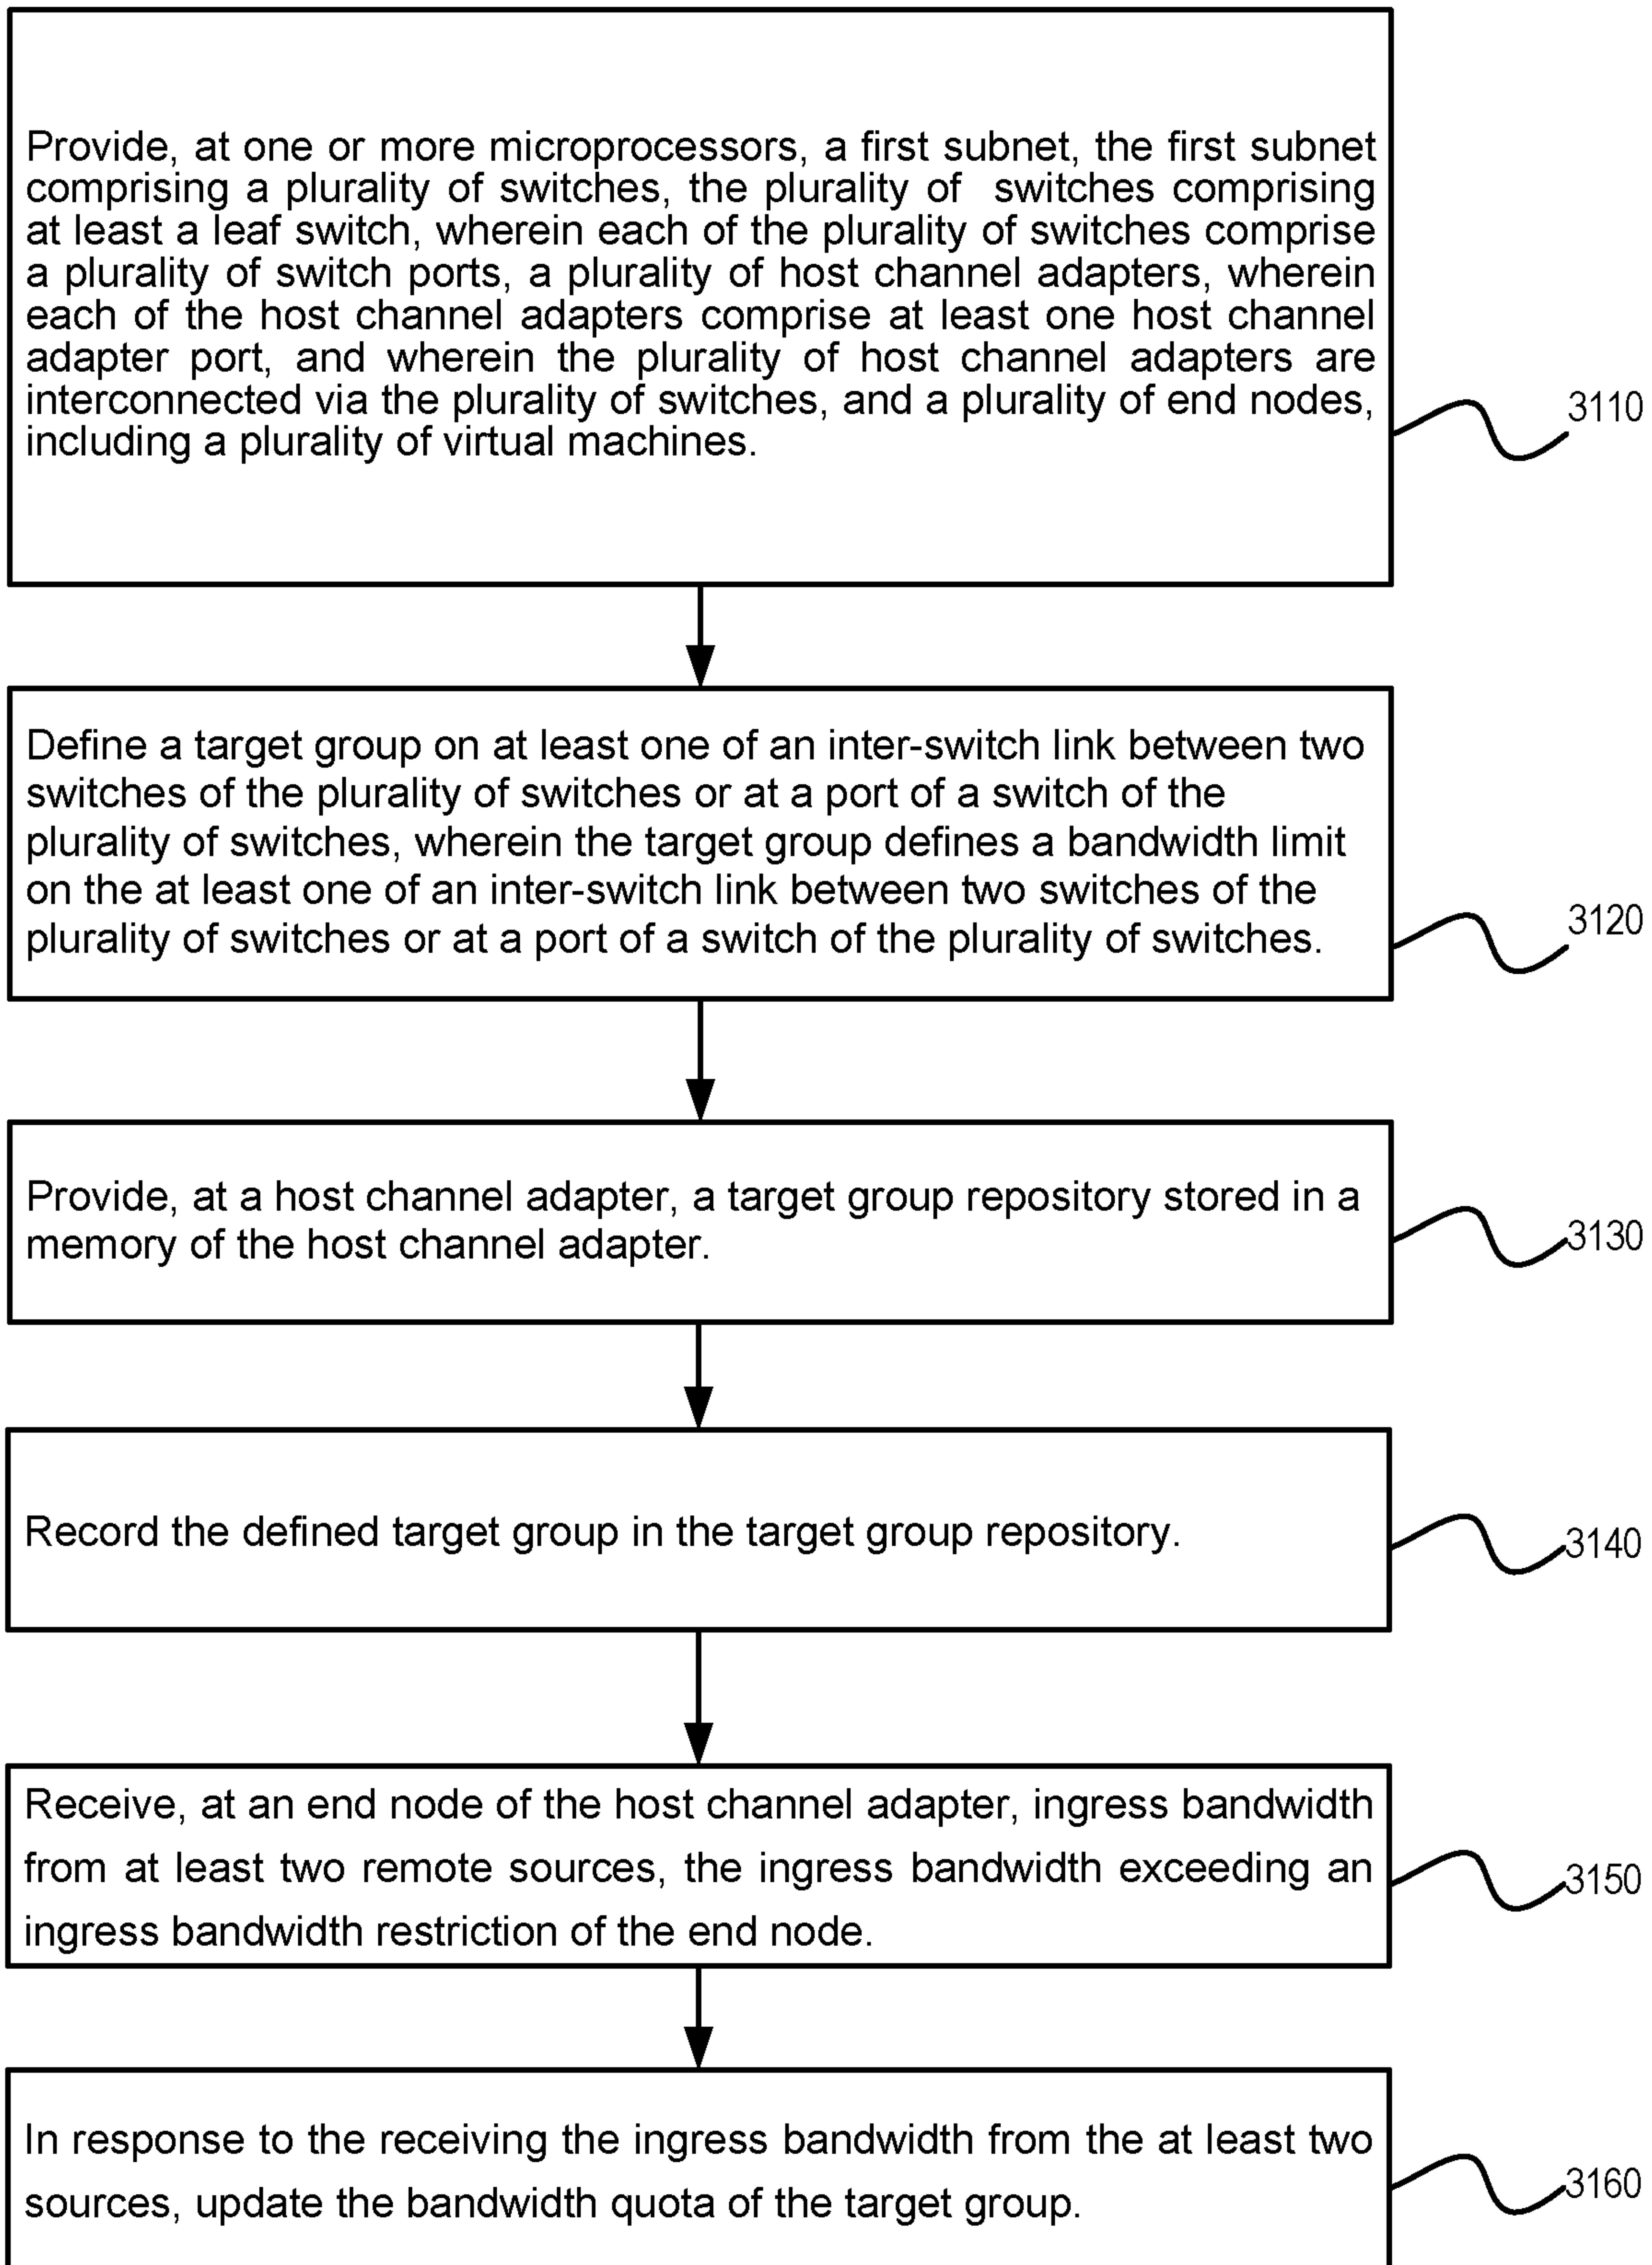 Provide, at one or more microprocessors, a first subnet, the first subnet
comprising a plurality of switches, the plurality of switches comprising
at least a leaf switch, wherein each of the plurality of switches comprise
a plurality of switch ports, a plurality of host channel adapters, wherein
each of the host channel adapters comprise at least one host channel
adapter port, and wherein the plurality of host channel adapters are
interconnected via the plurality of switches, and a plurality of end nodes,
including a plurality of virtual machines.
3110
Define a target group on at least one of an inter-switch link between two
switches of the plurality of switches or at a port of a switch of the
plurality of switches, wherein the target group defines a bandwidth limit
on the at least one of an inter-switch link between two switches of the
plurality of switches or at a port of a switch of the plurality of switches.
3120
Provide, at a host channel adapter, a target group repository stored in a
memory of the host channel adapter.
3130
Record the defined target group in the target group repository.
3140
Receive, at an end node of the host channel adapter, ingress bandwidth
from at least two remote sources, the ingress bandwidth exceeding an
ingress bandwidth restriction of the end node.
3150
In response to the receiving the ingress bandwidth from the at least two
sources, update the bandwidth quota of the target group.
3160